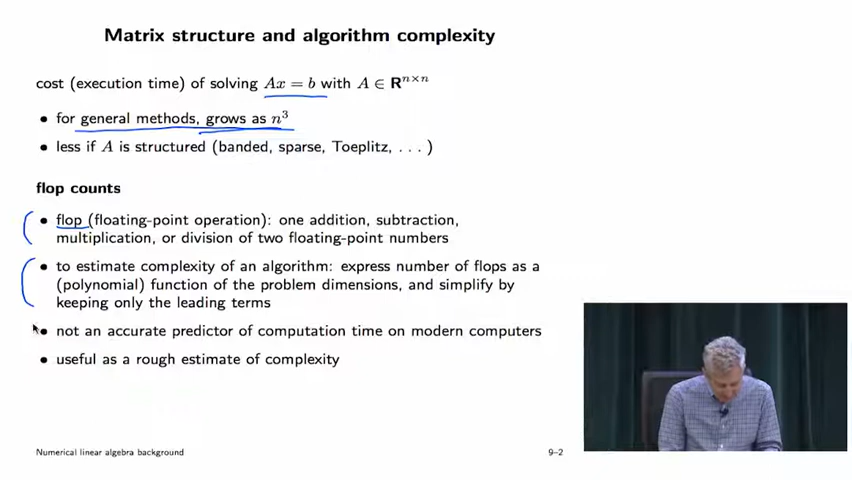 Matrix structure and algorithm complexity
cost (execution time) of solving Ax = b with A ∈ R^{n×n}
• for general methods, grows as n³
• less if A is structured (banded, sparse, Toeplitz, . . . )
flop counts
• flop (floating-point operation): one addition, subtraction,
multiplication, or division of two floating-point numbers
• to estimate complexity of an algorithm: express number of flops as a
(polynomial) function of the problem dimensions, and simplify by
keeping only the leading terms
• not an accurate predictor of computation time on modern computers
• useful as a rough estimate of complexity
Numerical linear algebra background 9–2